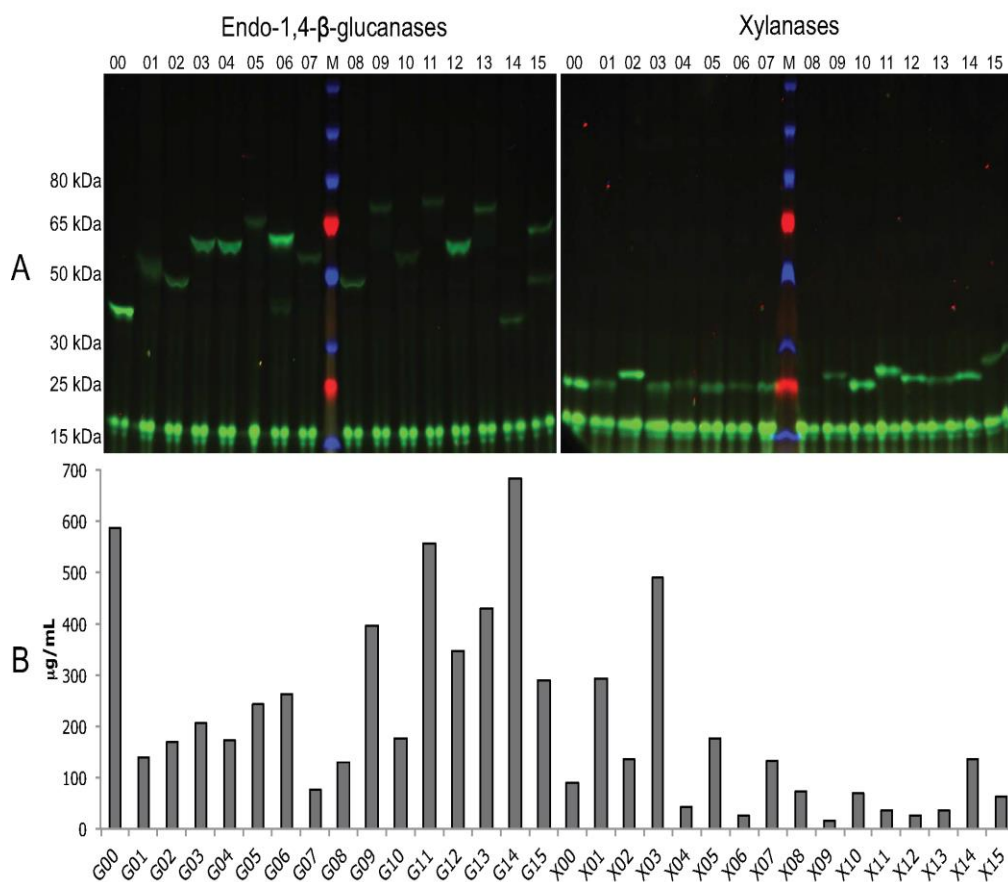 Endo-1,4-β-glucanases
Xylanases
00 01 02 03 04 05 06 07 M 08 09 10 11 12 13 14 15
00 01 02 03 04 05 06 07 M 08 09 10 11 12 13 14 15
80 kDa
65 kDa
A
50 kDa
30 kDa
25 kDa
15 kDa
700
600
500
400
B
µg/mL
300
200
100
0
G00 G01 G02 G03 G04 G05 G06 G07 G08 G09 G10 G11 G12 G13 G14 G15 X00 X01 X02 X03 X04 X05 X06 X07 X08 X09 X10 X11 X12 X13 X14 X15